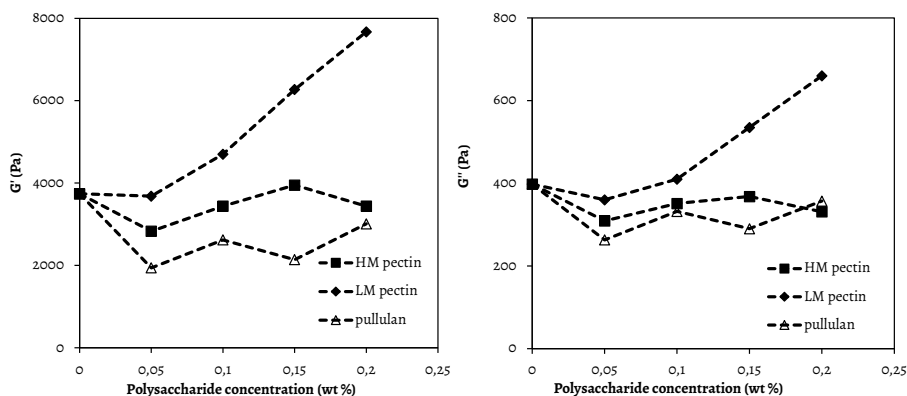 8000
6000
4000
2000
0
G' (Pa)
0
0,05
0,1
0,15
0,2
0,25
Polysaccharide concentration (wt %)
HM pectin
LM pectin
pullulan
800
600
400
200
0
G'' (Pa)
0
0,05
0,1
0,15
0,2
0,25
Polysaccharide concentration (wt %)
HM pectin
LM pectin
pullulan